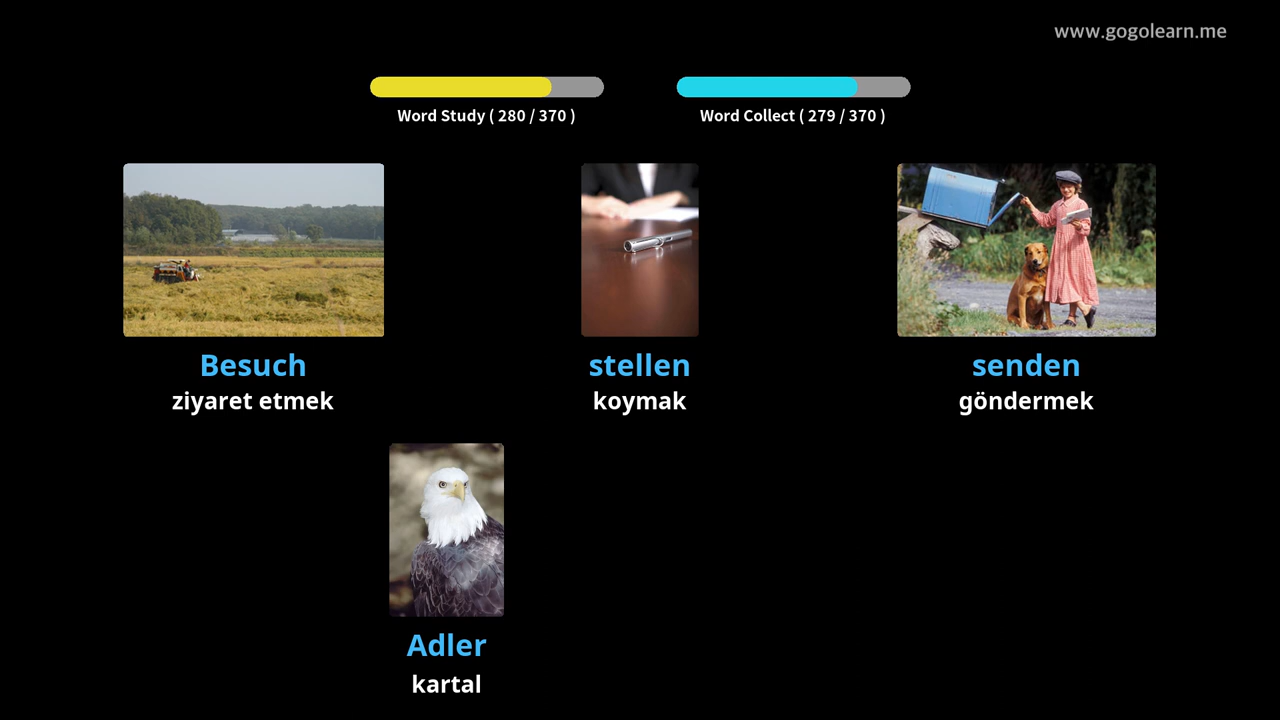 www.gogolearn.me
Word Study ( 280 / 370 )
Word Collect ( 279 / 370 )
Besuch
ziyaret etmek
stellen
koymak
senden
göndermek
Adler
kartal